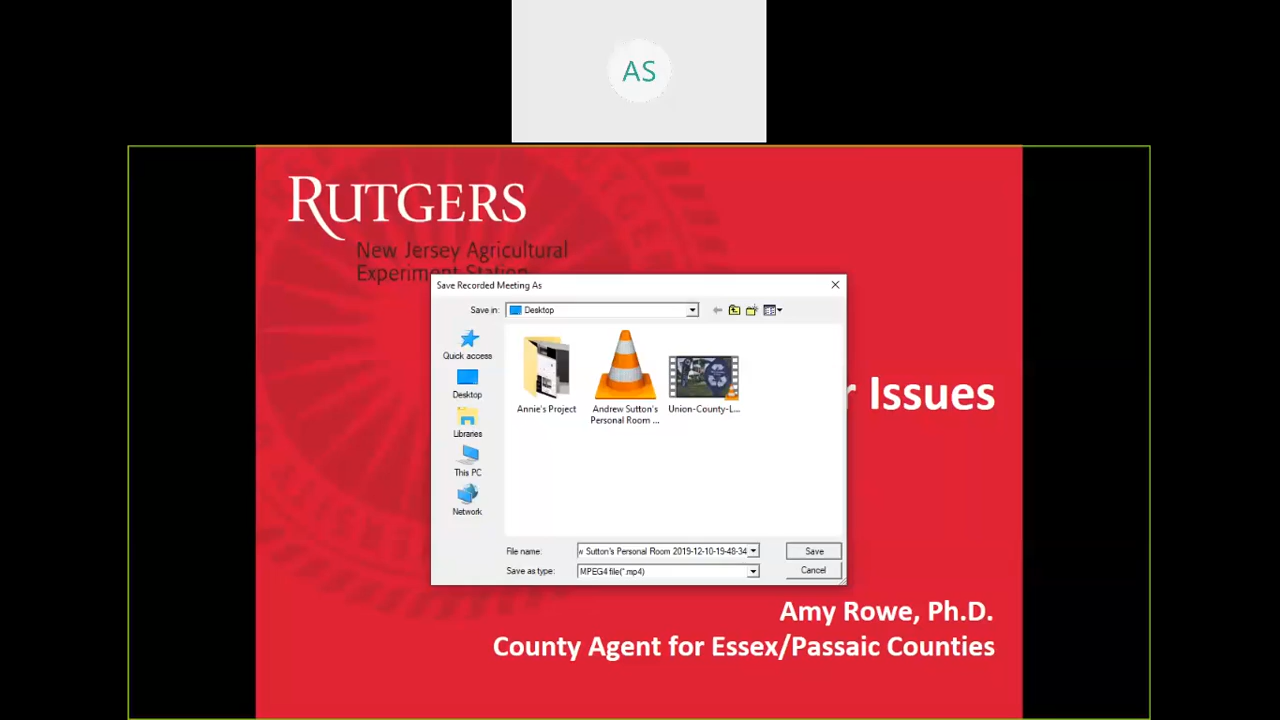 AS
RUTGERS
New Jersey Agricultural
Experiment Station
Save Recorded Meeting As
Save in:
Desktop
Quick access
Desktop
Libraries
This PC
Network
Annie's Project
Andrew Sutton's
Personal Room ...
Union-County-L...
Issues
File name:
Sutton's Personal Room 2019-12-10-19-48-34
Save
Save as type:
MPEG4 file(*.mp4)
Cancel
Amy Rowe, Ph.D.
County Agent for Essex/Passaic Counties